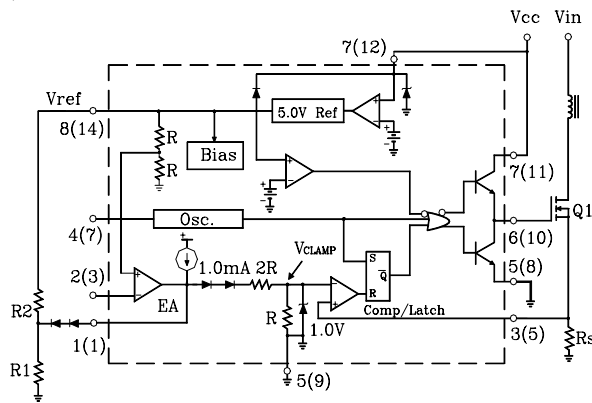 Vcc Vin
7(12)
Vref
8(14)
5.0V Ref
R
R
Bias
7(11)
Q1
Osc.
4(7)
6(10)
5(8)
VCLAMP
1.0mA 2R
S
Q
R
2(3)
EA
R2
R
1.0V
Comp/Latch
3(5)
Rs
1(1)
R1
5(9)